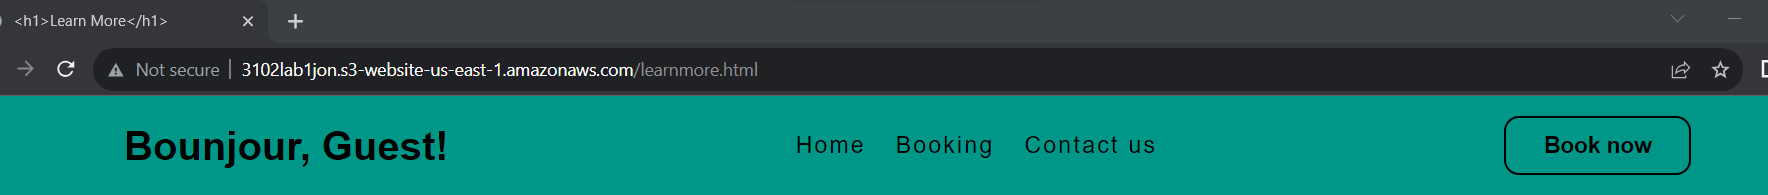 <h1>Learn More</h1>
Not secure | 3102lab1jon.s3-website-us-east-1.amazonaws.com/learnmore.html
Bounjour, Guest!
Home Booking Contact us
Book now